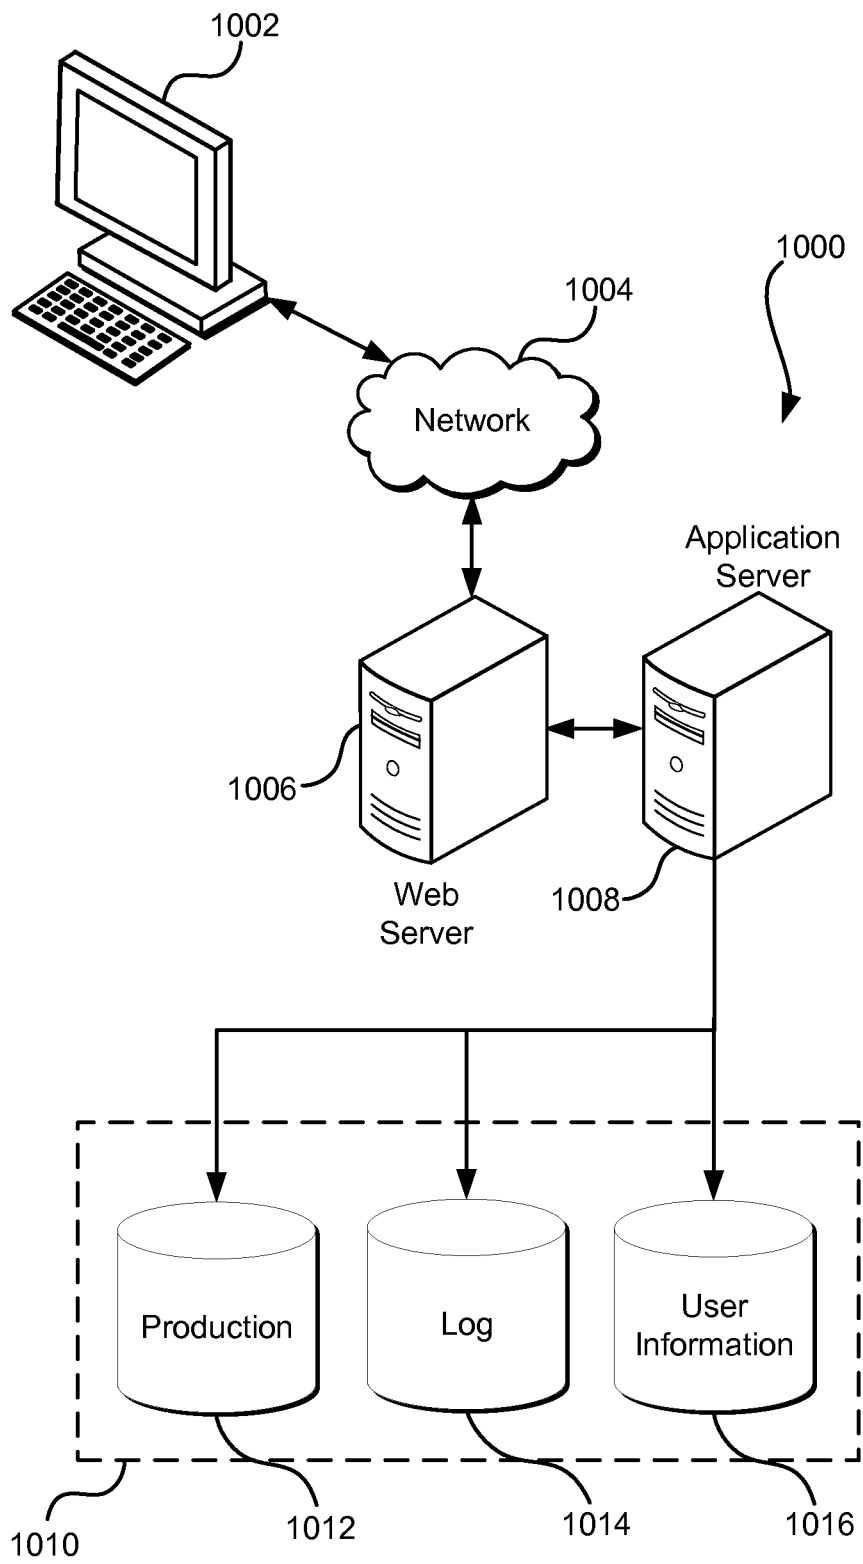 1002
1000
1004
Network
Application
Server
1006
1008
Web
Server
Production
Log
User
Information
1010
1012
1014
1016